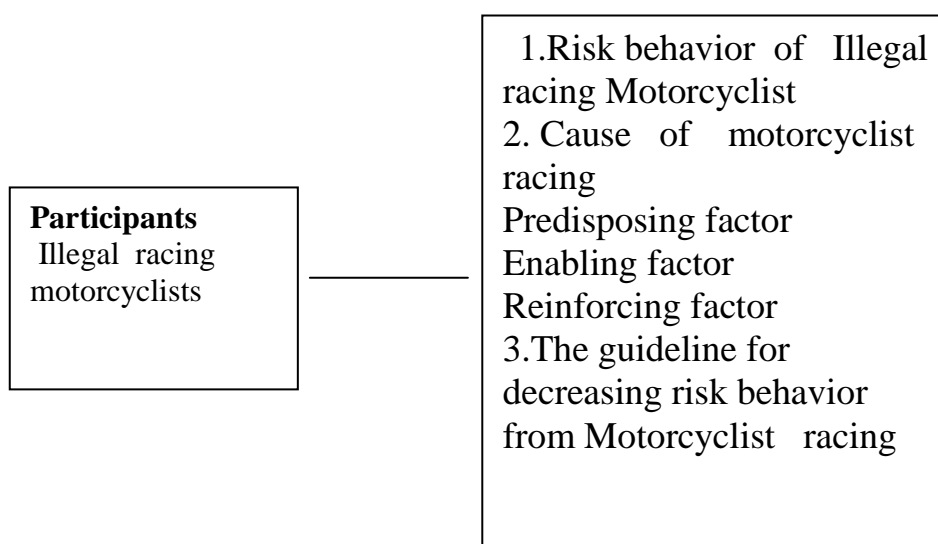 Participants
Illegal racing
motorcyclists
1.Risk behavior of Illegal
racing Motorcyclist
2. Cause of motorcyclist
racing
Predisposing factor
Enabling factor
Reinforcing factor
3.The guideline for
decreasing risk behavior
from Motorcyclist racing